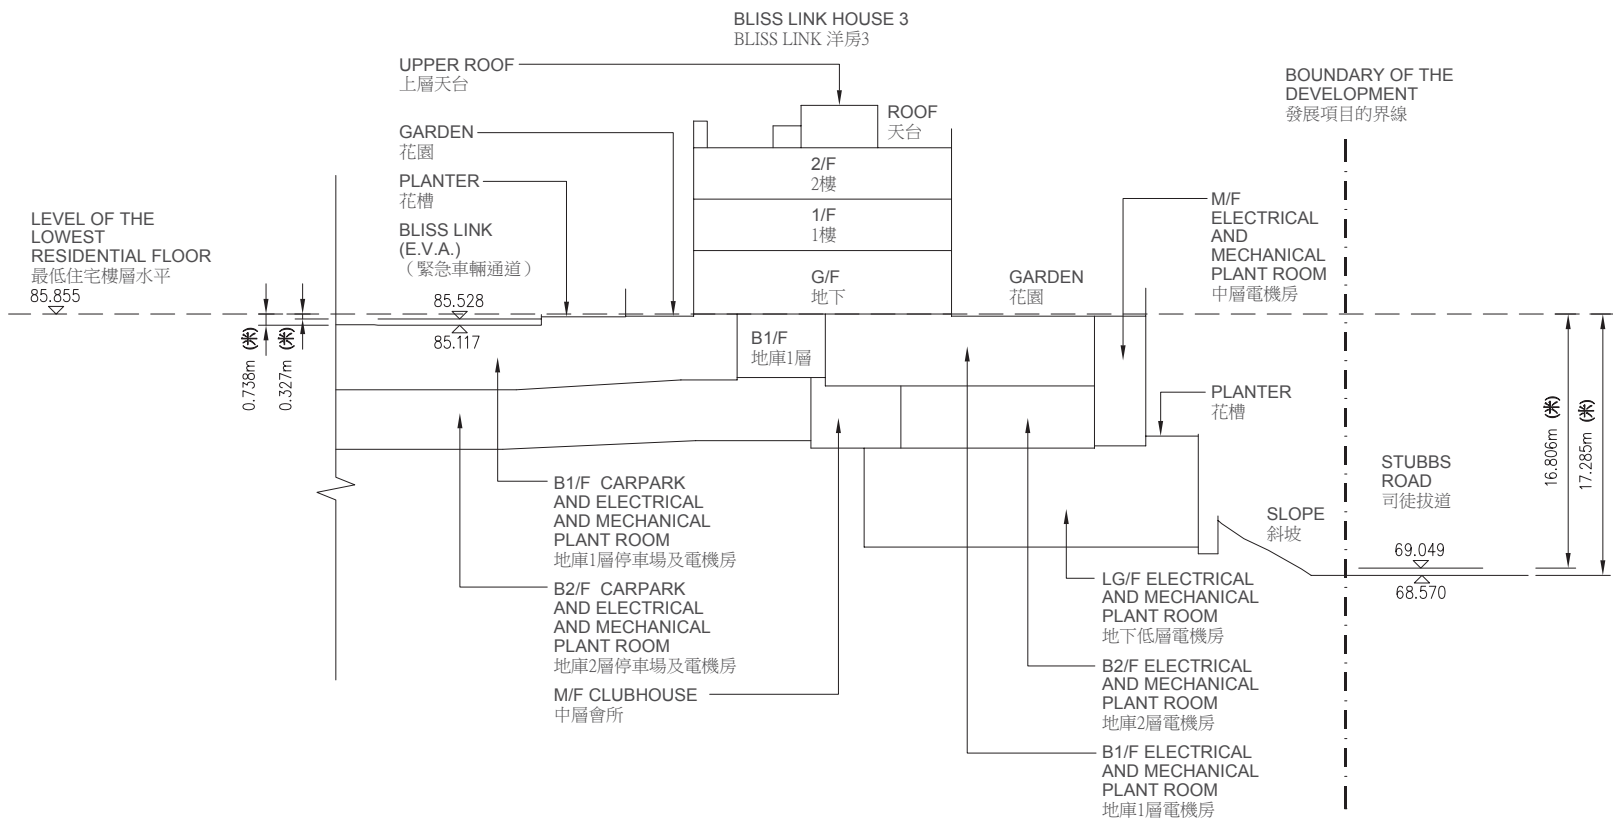 BLISS LINK HOUSE 3
BLISS LINK 洋房3
UPPER ROOF
上層天台
ROOF
天台
GARDEN
花園
PLANTER
花槽
BLISS LINK
(E.V.A.)
（緊急車輛通道）
2/F
2樓
1/F
1樓
G/F
地下
GARDEN
花園
B1/F
地庫1層
BOUNDARY OF THE
DEVELOPMENT
發展項目的界線
M/F
ELECTRICAL
AND
MECHANICAL
PLANT ROOM
中層電機房
LEVEL OF THE
LOWEST
RESIDENTIAL FLOOR
最低住宅樓層水平
85.855
85.528
85.117
0.738m (米)
0.327m (米)
PLANTER
花槽
16.806m (米)
17.285m (米)
STUBBS
ROAD
司徒拔道
SLOPE
斜坡
69.049
68.570
B1/F CARPARK
AND ELECTRICAL
AND MECHANICAL
PLANT ROOM
地庫1層停車場及電機房
B2/F CARPARK
AND ELECTRICAL
AND MECHANICAL
PLANT ROOM
地庫2層停車場及電機房
M/F CLUBHOUSE
中層會所
LG/F ELECTRICAL
AND MECHANICAL
PLANT ROOM
地下低層電機房
B2/F ELECTRICAL
AND MECHANICAL
PLANT ROOM
地庫2層電機房
B1/F ELECTRICAL
AND MECHANICAL
PLANT ROOM
地庫1層電機房